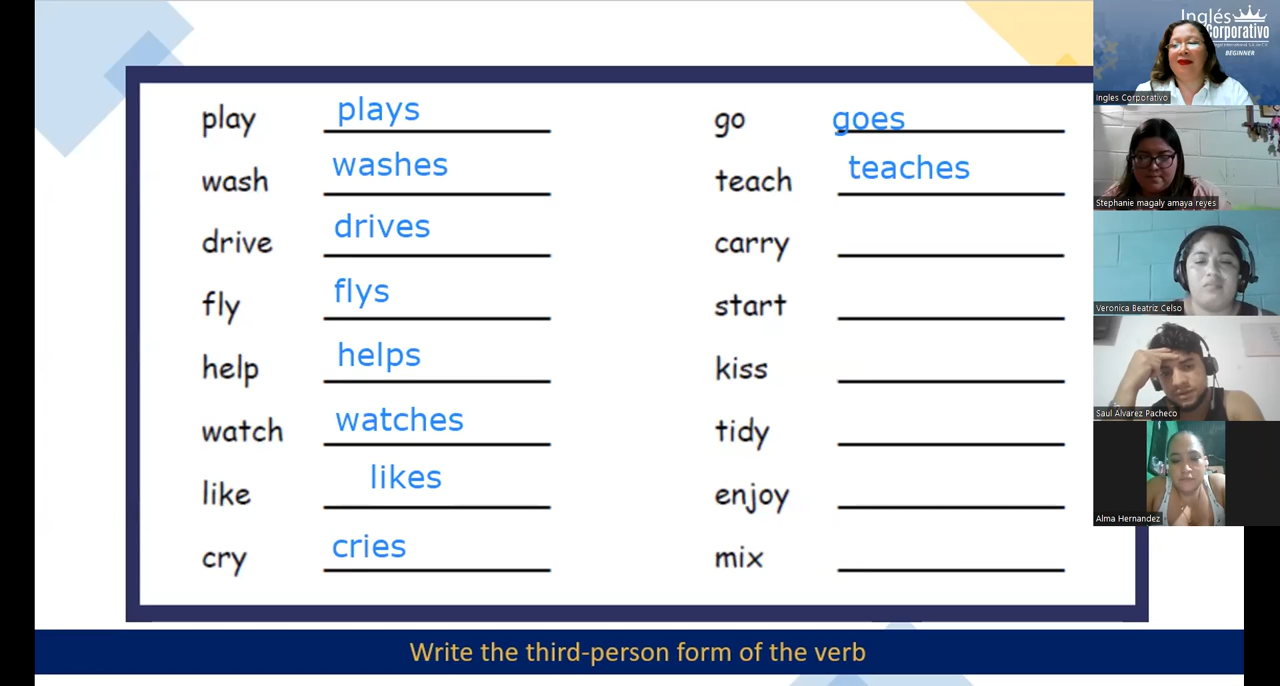 play plays
wash washes
drive drives
fly flys
help helps
watch watches
like likes
cry cries
go goes
teach teaches
carry
start
kiss
tidy
enjoy
mix
Write the third-person form of the verb
Inglés
Corporativo
BEGINNER
Ingles Corporativo
Stephanie magaly amaya reyes
Veronica Beatriz Celso
Saul Alvarez Pacheco
Alma Hernandez